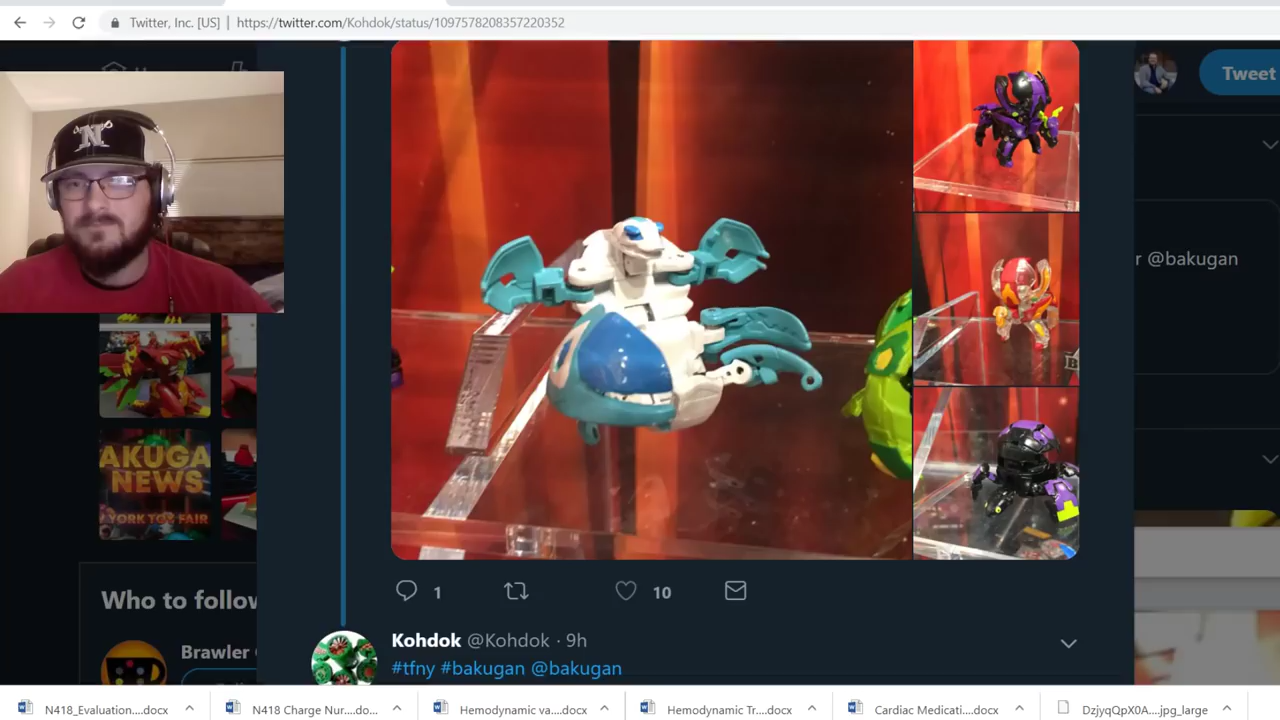 Twitter, Inc. [US] | https://twitter.com/Kohdok/status/1097578208357220352
Tweet
N
r @bakugan
AKUGA
NEWS
YORK TOY FAIR
1
10
Who to follow
Kohdok @Kohdok · 9h
#tfny #bakugan @bakugan
Brawler
N418_Evaluation....docx
N418 Charge Nur....do...
Hemodynamic va....docx
Hemodynamic Tr....docx
Cardiac Medicati....docx
DzjyqQpX0A....jpg_large